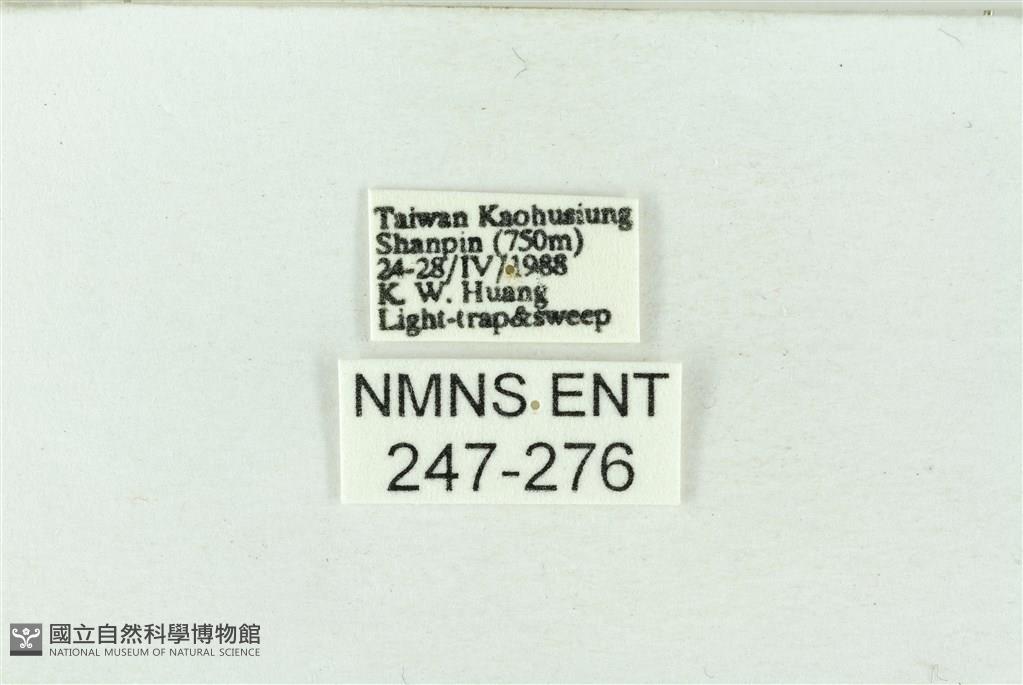 Taiwan Kaohusiung
Shanpin (750m)
24-28/IV/1988
K. W. Huang
Light-trap&sweep
NMNS ENT
247-276
國立自然科學博物館
NATIONAL MUSEUM OF NATURAL SCIENCE